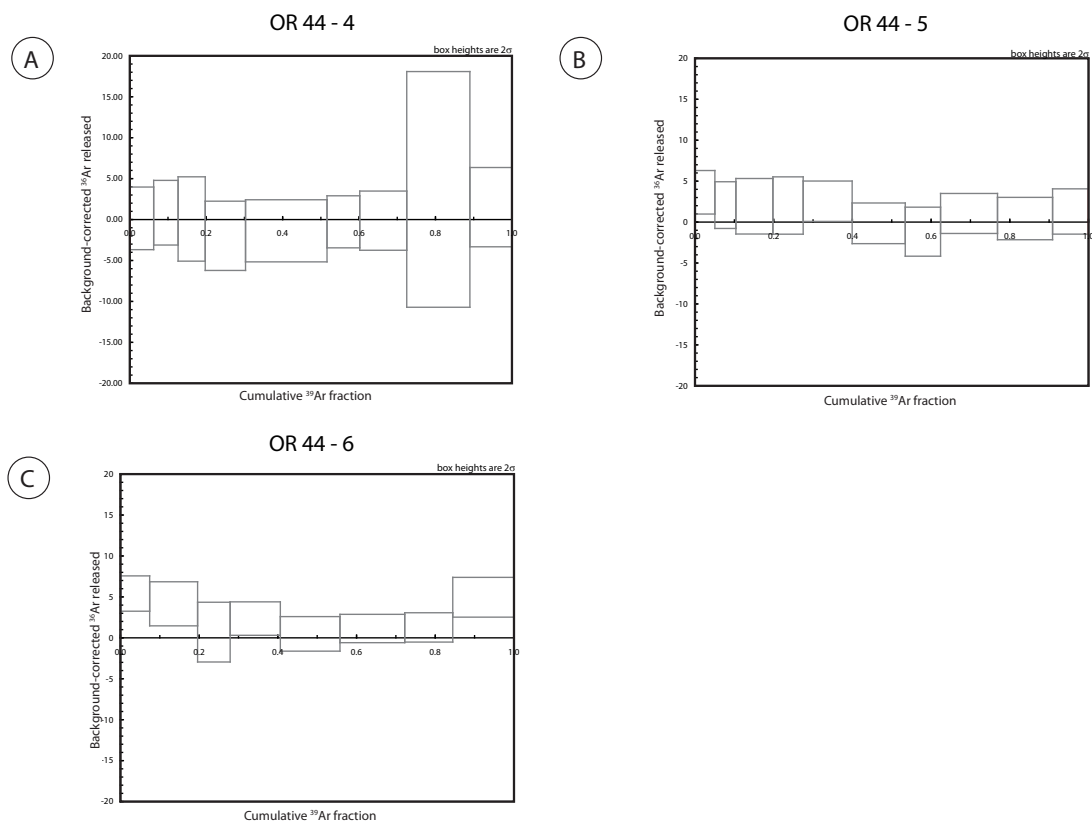 OR 44 - 4
A
box heights are 2σ
20.00
15.00
10.00
5.00
0.00
-5.00
-10.00
-15.00
-20.00
0.0 0.2 0.4 0.6 0.8 1.0
Background-corrected ³⁶Ar released
Cumulative ³⁹Ar fraction
OR 44 - 5
B
box heights are 2σ
20
15
10
5
0
-5
-10
-15
-20
0.0 0.2 0.4 0.6 0.8 1.0
Background-corrected ³⁶Ar released
Cumulative ³⁹Ar fraction
OR 44 - 6
C
box heights are 2σ
20
15
10
5
0
-5
-10
-15
-20
0.0 0.2 0.4 0.6 0.8 1.0
Background-corrected ³⁶Ar released
Cumulative ³⁹Ar fraction